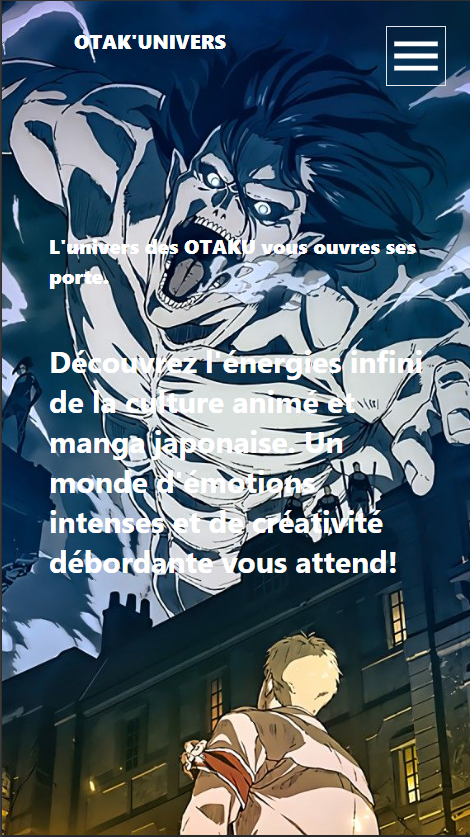 OTAK'UNIVERS
L'univers des OTAKU vous ouvres ses
porte.
Découvrez l'énergies infini
de la culture animé et
manga japonaise. Un
monde d'émotions
intenses et de créativité
débordante vous attend!